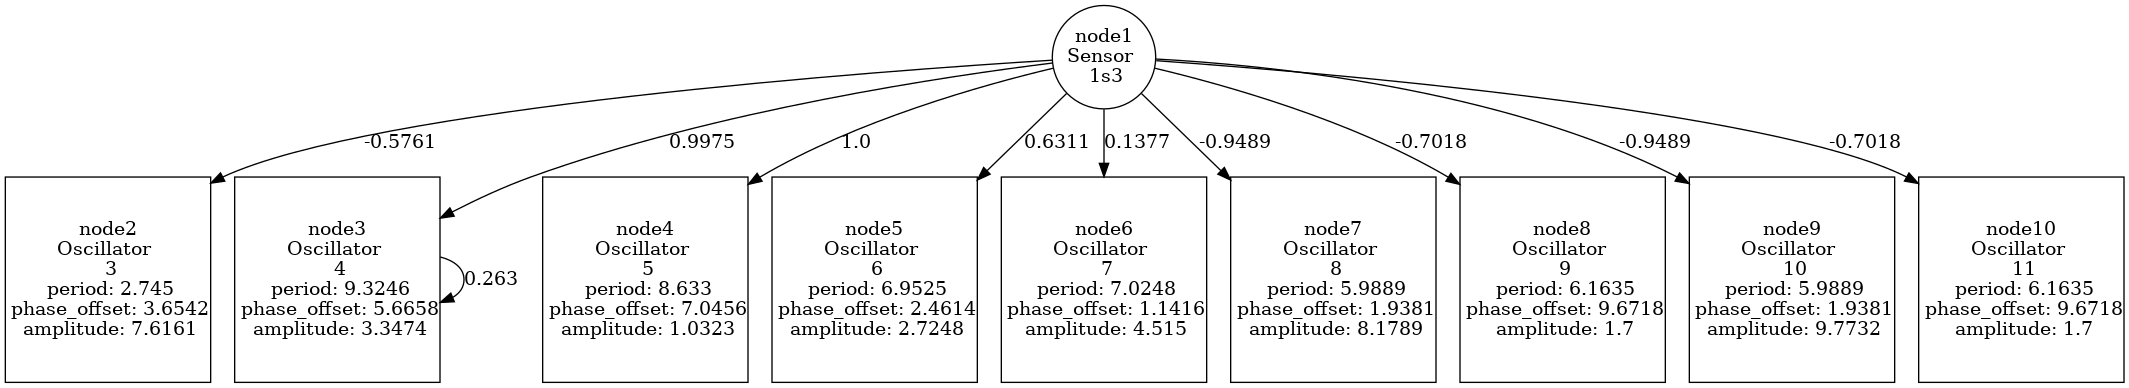 node1
Sensor
1s3
-0.5761
0.9975
1.0
0.6311
0.1377
-0.9489
-0.7018
-0.9489
-0.7018
node2
Oscillator
3
period: 2.745
phase_offset: 3.6542
amplitude: 7.6161
node3
Oscillator
4
period: 9.3246
phase_offset: 5.6658
amplitude: 3.3474
0.263
node4
Oscillator
5
period: 8.633
phase_offset: 7.0456
amplitude: 1.0323
node5
Oscillator
6
period: 6.9525
phase_offset: 2.4614
amplitude: 2.7248
node6
Oscillator
7
period: 7.0248
phase_offset: 1.1416
amplitude: 4.515
node7
Oscillator
8
period: 5.9889
phase_offset: 1.9381
amplitude: 8.1789
node8
Oscillator
9
period: 6.1635
phase_offset: 9.6718
amplitude: 1.7
node9
Oscillator
10
period: 5.9889
phase_offset: 1.9381
amplitude: 9.7732
node10
Oscillator
11
period: 6.1635
phase_offset: 9.6718
amplitude: 1.7